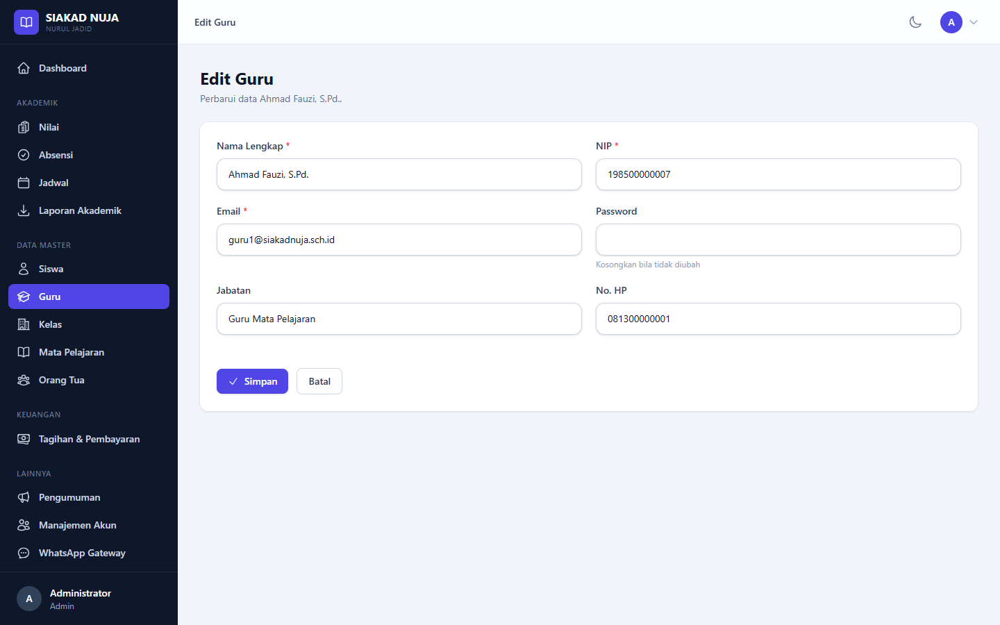 SIAKAD NUJA
NURUL JADID
Dashboard
AKADEMIK
Nilai
Absensi
Jadwal
Laporan Akademik
DATA MASTER
Siswa
Guru
Kelas
Mata Pelajaran
Orang Tua
KEUANGAN
Tagihan & Pembayaran
LAINNYA
Pengumuman
Manajemen Akun
WhatsApp Gateway
A
Administrator
Admin
Edit Guru
A
Edit Guru
Perbarui data Ahmad Fauzi, S.Pd..
Nama Lengkap *
Ahmad Fauzi, S.Pd.
NIP *
198500000007
Email *
guru1@siakadnuja.sch.id
Password
Kosongkan bila tidak diubah
Jabatan
Guru Mata Pelajaran
No. HP
081300000001
Simpan
Batal